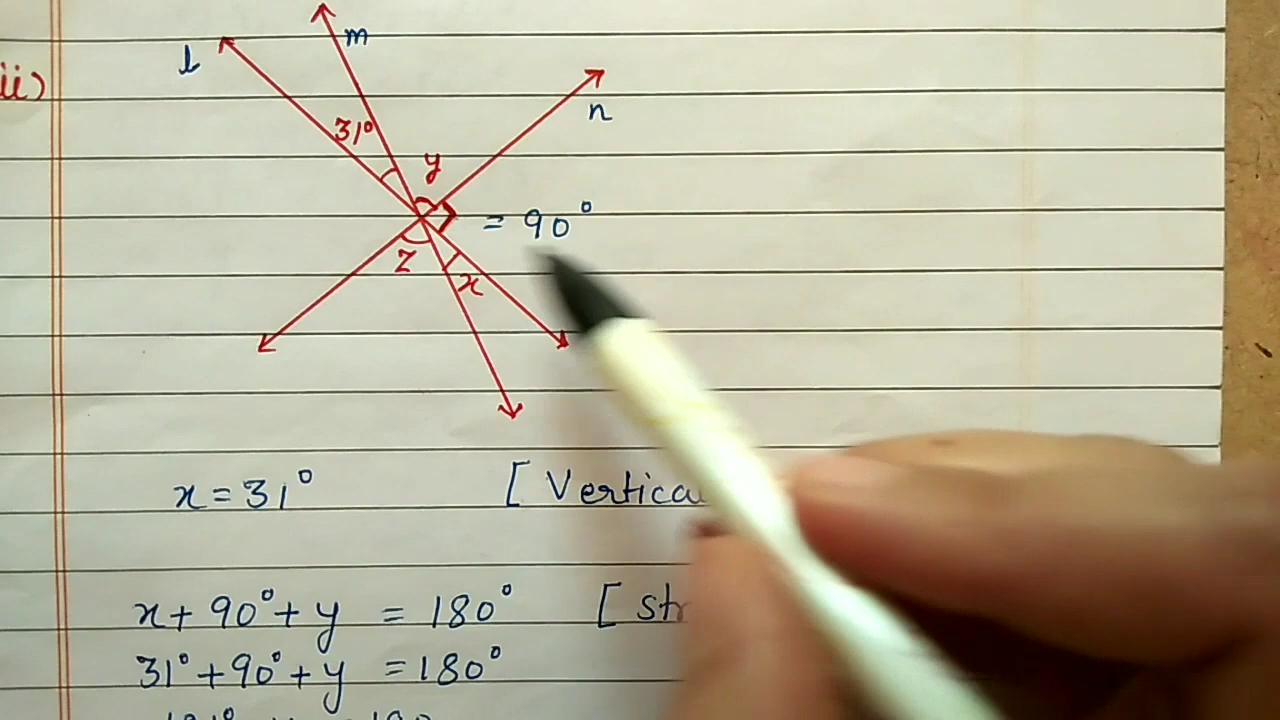 m
l
ii)
n
31°
y
= 90°
z
x
x = 31° [ Vertica
x + 90° + y = 180° [ str
31° + 90° + y = 180°